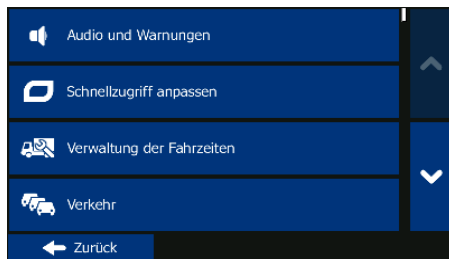 Audio und Warnungen
Schnellzugriff anpassen
Verwaltung der Fahrzeiten
Verkehr
Zurück